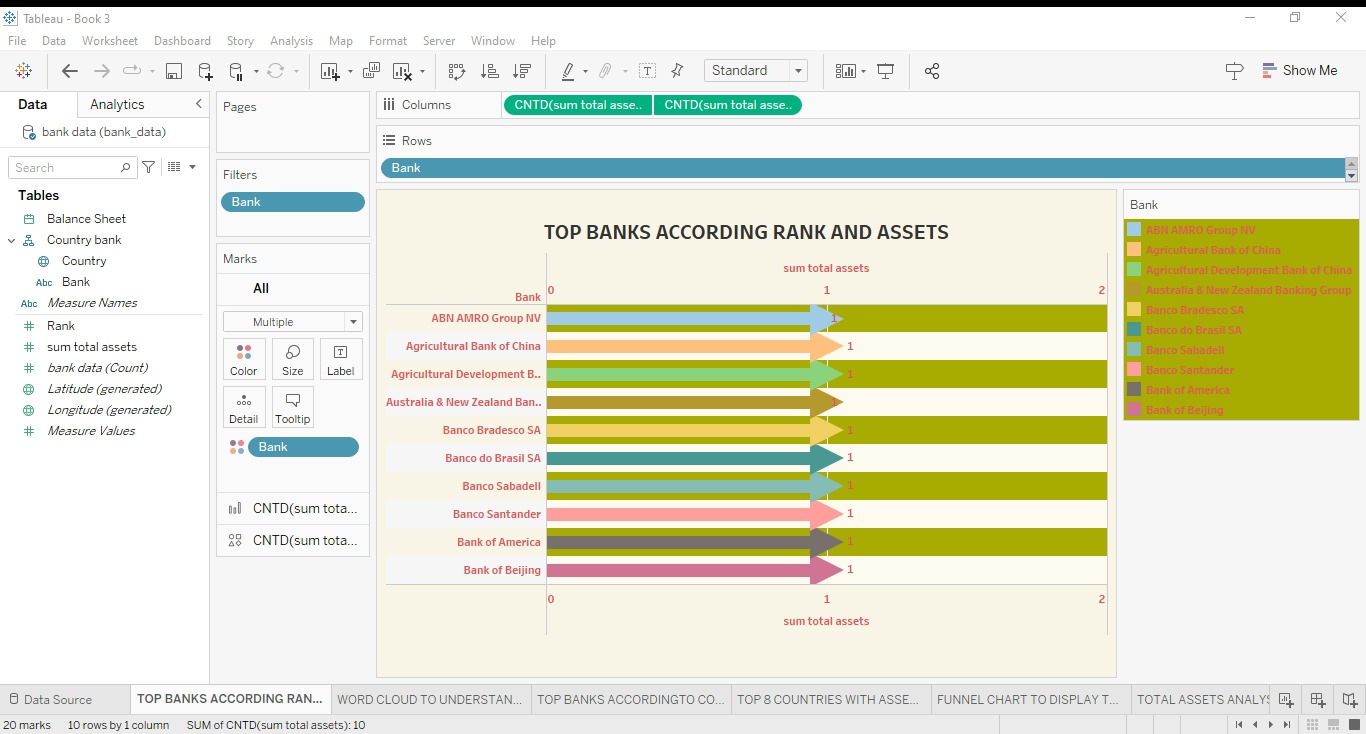 Tableau - Book 3
File Data Worksheet Dashboard Story Analysis Map Format Server Window Help
Standard
Show Me
Data Analytics
bank data (bank_data)
Search
Tables
Balance Sheet
Country bank
Country
Bank
Measure Names
Rank
sum total assets
bank data (Count)
Latitude (generated)
Longitude (generated)
Measure Values
Pages
Filters
Bank
Marks
All
Multiple
Color Size Label
Detail Tooltip
Bank
CNTD(sum tota...
CNTD(sum tota...
Columns CNTD(sum total asse.. CNTD(sum total asse..
Rows
Bank
TOP BANKS ACCORDING RANK AND ASSETS
sum total assets
Bank 0 1 2
ABN AMRO Group NV 1
Agricultural Bank of China 1
Agricultural Development B.. 1
Australia & New Zealand Ban.. 1
Banco Bradesco SA 1
Banco do Brasil SA 1
Banco Sabadell 1
Banco Santander 1
Bank of America 1
Bank of Beijing 1
0 1 2
sum total assets
Bank
ABN AMRO Group NV
Agricultural Bank of China
Agricultural Development Bank of China
Australia & New Zealand Banking Group
Banco Bradesco SA
Banco do Brasil SA
Banco Sabadell
Banco Santander
Bank of America
Bank of Beijing
Data Source TOP BANKS ACCORDING RAN... WORD CLOUD TO UNDERSTAN... TOP BANKS ACCORDINGTO CO... TOP 8 COUNTRIES WITH ASSE... FUNNEL CHART TO DISPLAY T... TOTAL ASSETS ANALYS
20 marks 10 rows by 1 column SUM of CNTD(sum total assets): 10